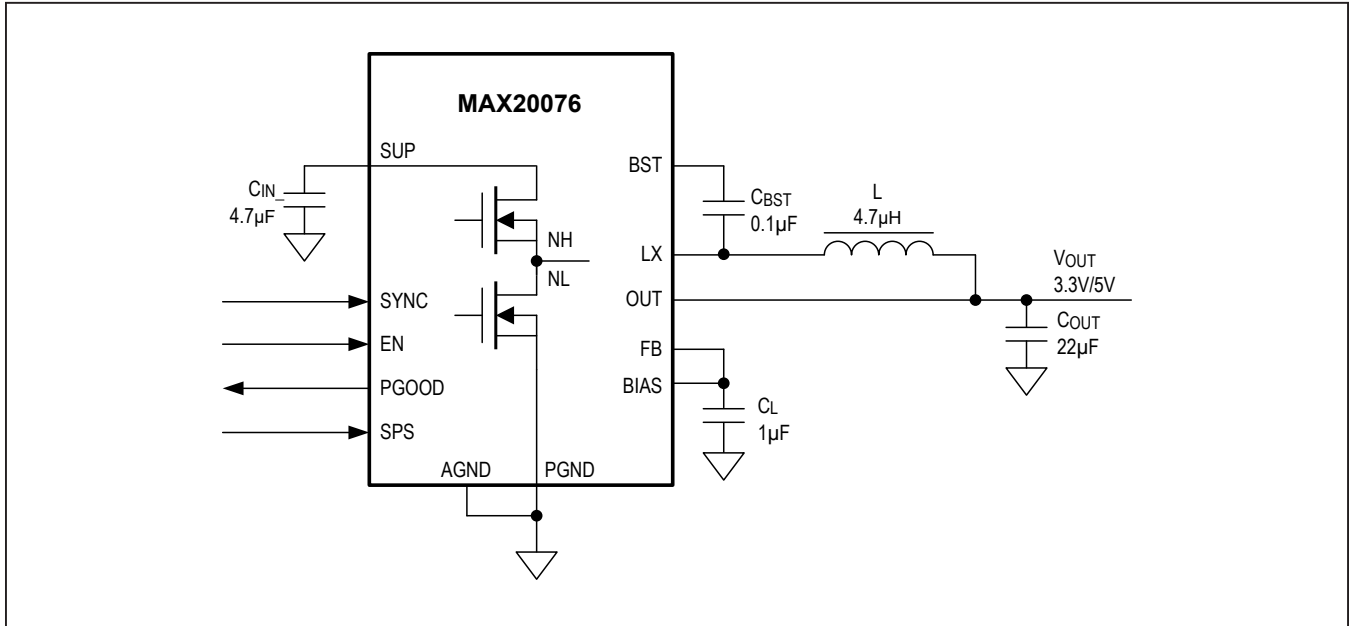 MAX20076
SUP
CIN_
4.7µF
NH
NL
SYNC
EN
PGOOD
SPS
AGND
PGND
BST
LX
OUT
FB
BIAS
CBST
0.1µF
L
4.7µH
VOUT
3.3V/5V
COUT
22µF
CL
1µF